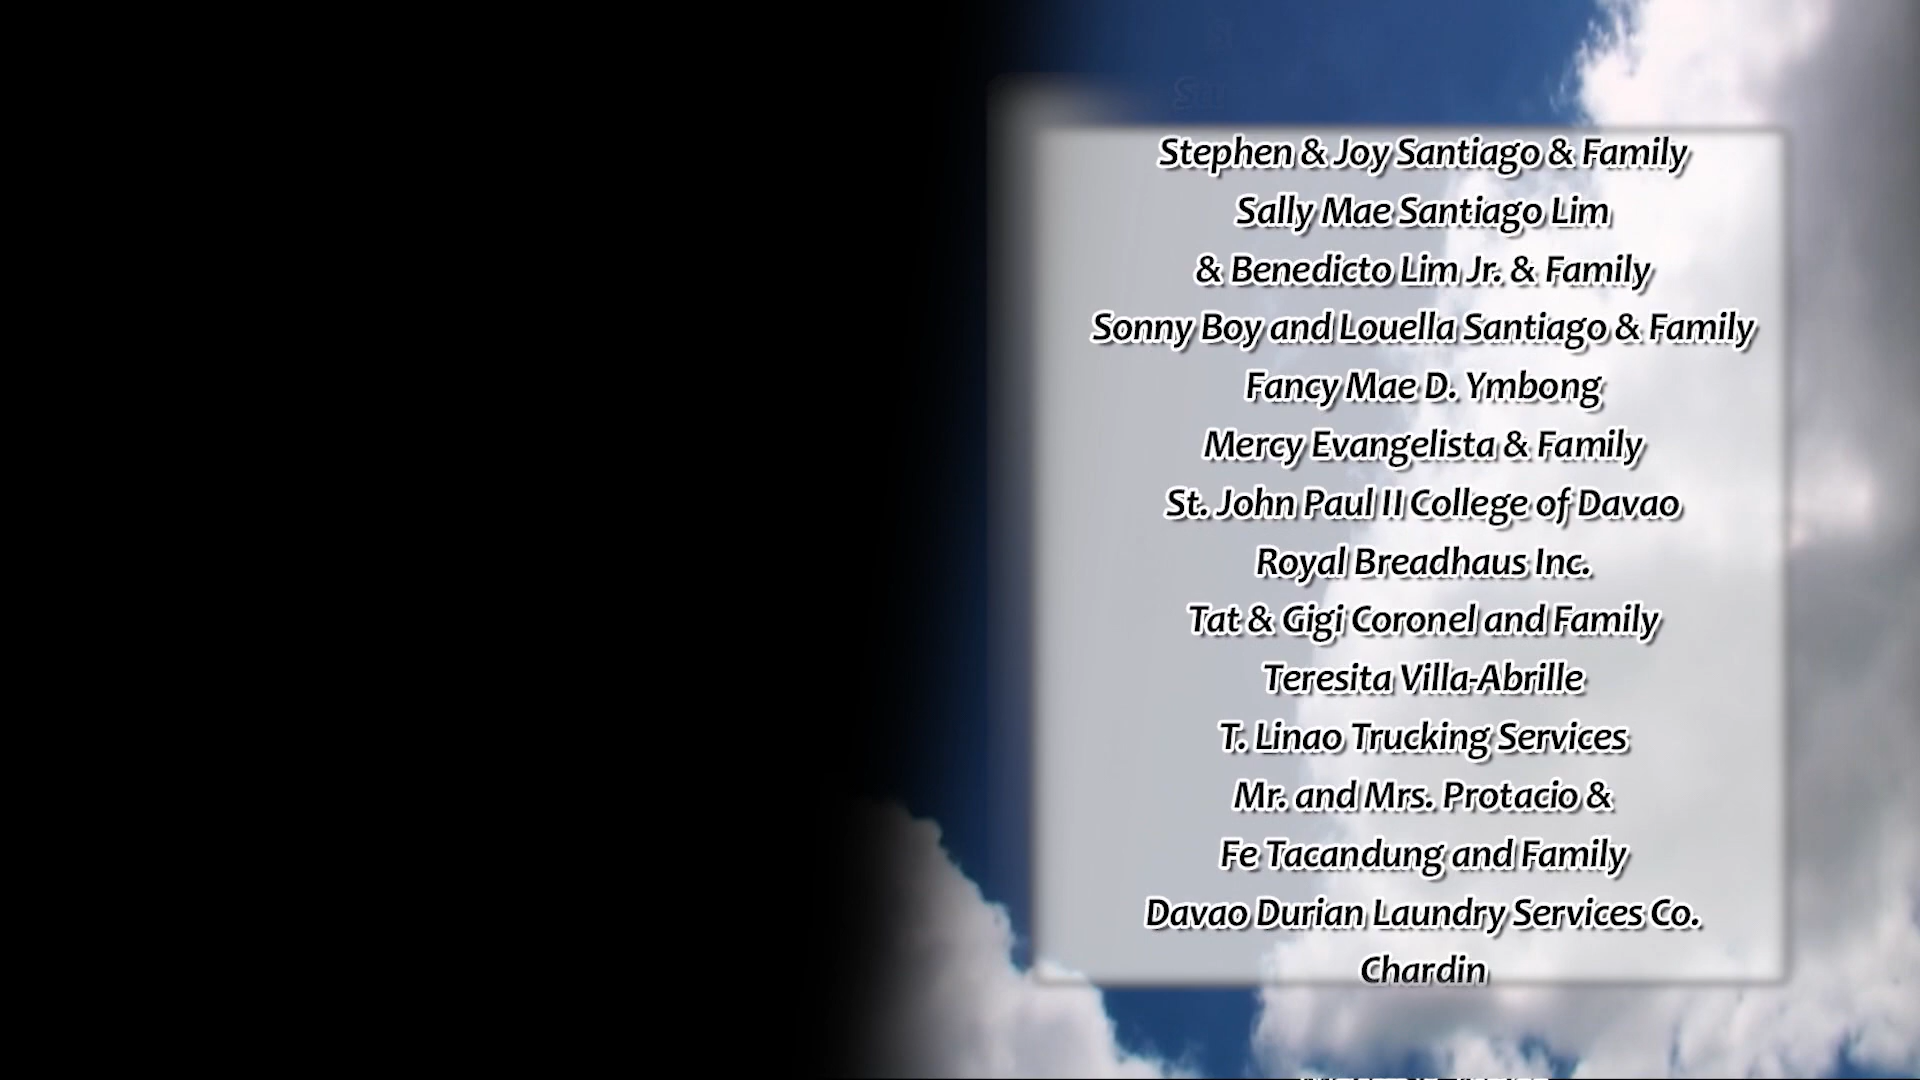 Stephen & Joy Santiago & Family
Sally Mae Santiago Lim
& Benedicto Lim Jr. & Family
Sonny Boy and Louella Santiago & Family
Fancy Mae D. Ymbong
Mercy Evangelista & Family
St. John Paul II College of Davao
Royal Breadhaus Inc.
Tat & Gigi Coronel and Family
Teresita Villa-Abrille
T. Linao Trucking Services
Mr. and Mrs. Protacio &
Fe Tacandung and Family
Davao Durian Laundry Services Co.
Chardin